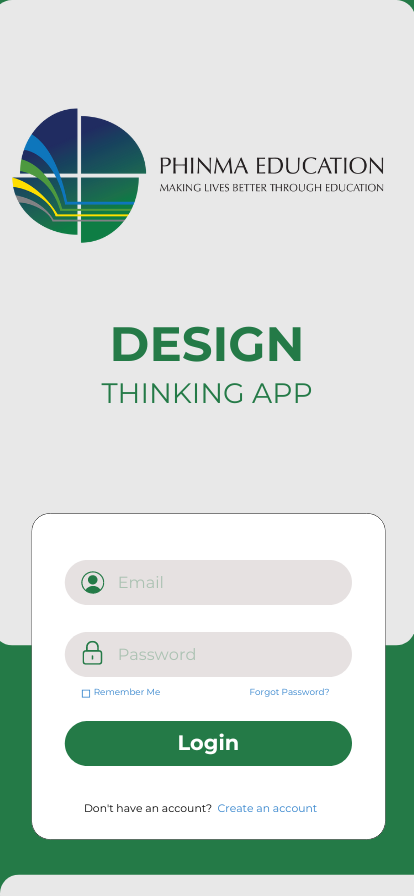 PHINMA EDUCATION
MAKING LIVES BETTER THROUGH EDUCATION
DESIGN
THINKING APP
Email
Password
Remember Me Forgot Password?
Login
Don't have an account? Create an account